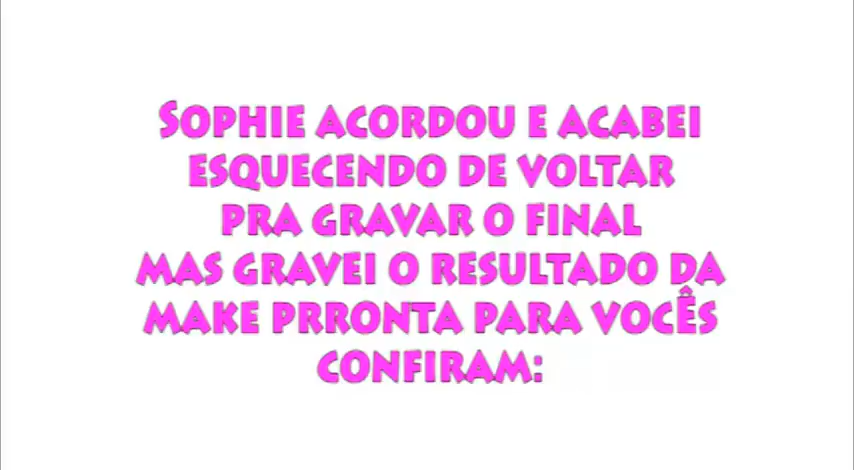 SOPHIE ACORDOU E ACABEI
ESQUECENDO DE VOLTAR
PRA GRAVAR O FINAL
MAS GRAVEI O RESULTADO DA
MAKE PRRONTA PARA VOCÊS
CONFIRAM: